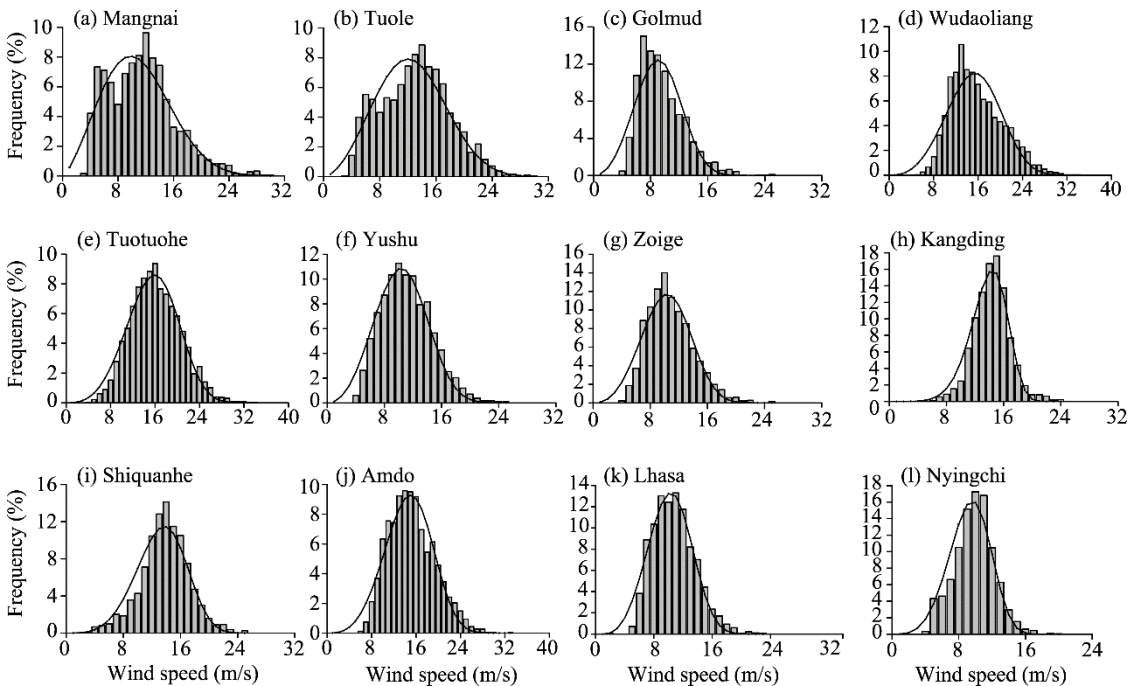 (a) Mangnai
Frequency (%)
10
8
6
4
2
0
0 8 16 24 32
(b) Tuole
10
8
6
4
2
0
0 8 16 24 32
(c) Golmud
16
12
8
4
0
0 8 16 24 32
(d) Wudaoliang
12
10
8
6
4
2
0
0 8 16 24 32 40
(e) Tuotuohe
Frequency (%)
10
8
6
4
2
0
0 8 16 24 32 40
(f) Yushu
12
10
8
6
4
2
0
0 8 16 24 32
(g) Zoige
16
14
12
10
8
6
4
2
0
0 8 16 24 32
(h) Kangding
18
16
14
12
10
8
6
4
2
0
0 8 16 24 32
(i) Shiquanhe
Frequency (%)
16
12
8
4
0
0 8 16 24 32
Wind speed (m/s)
(j) Amdo
10
8
6
4
2
0
0 8 16 24 32 40
Wind speed (m/s)
(k) Lhasa
14
12
10
8
6
4
2
0
0 8 16 24 32
Wind speed (m/s)
(l) Nyingchi
18
16
14
12
10
8
6
4
2
0
0 8 16 24
Wind speed (m/s)